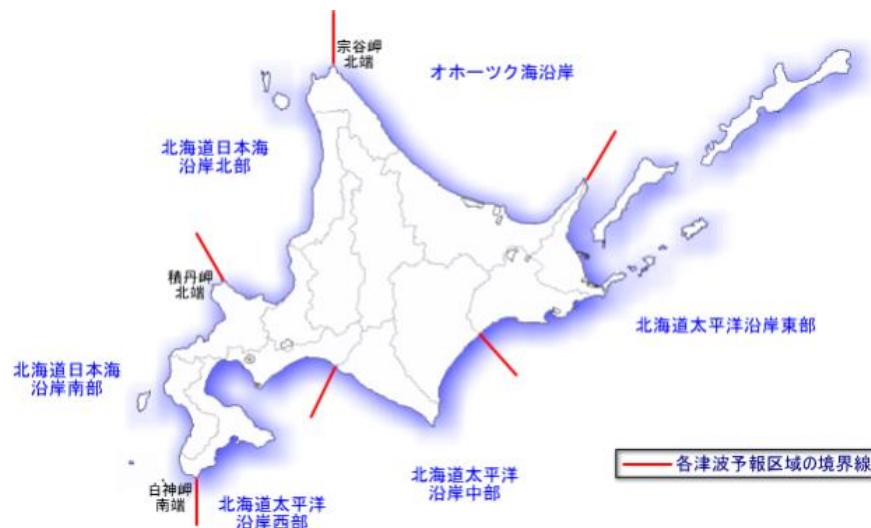 宗谷岬
北端
オホーツク海沿岸
北海道日本海
沿岸北部
積丹岬
北端
北海道太平洋沿岸東部
北海道日本海
沿岸南部
各津波予報区域の境界線
北海道太平洋
沿岸中部
白神岬
南端
北海道太平洋
沿岸西部